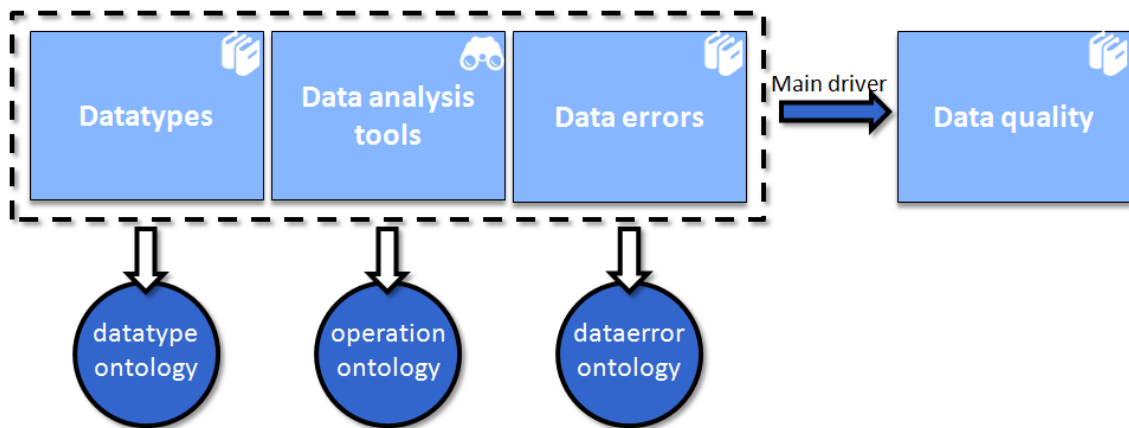 Datatypes
Data analysis
tools
Data errors
Main driver
Data quality
datatype
ontology
operation
ontology
dataerror
ontology